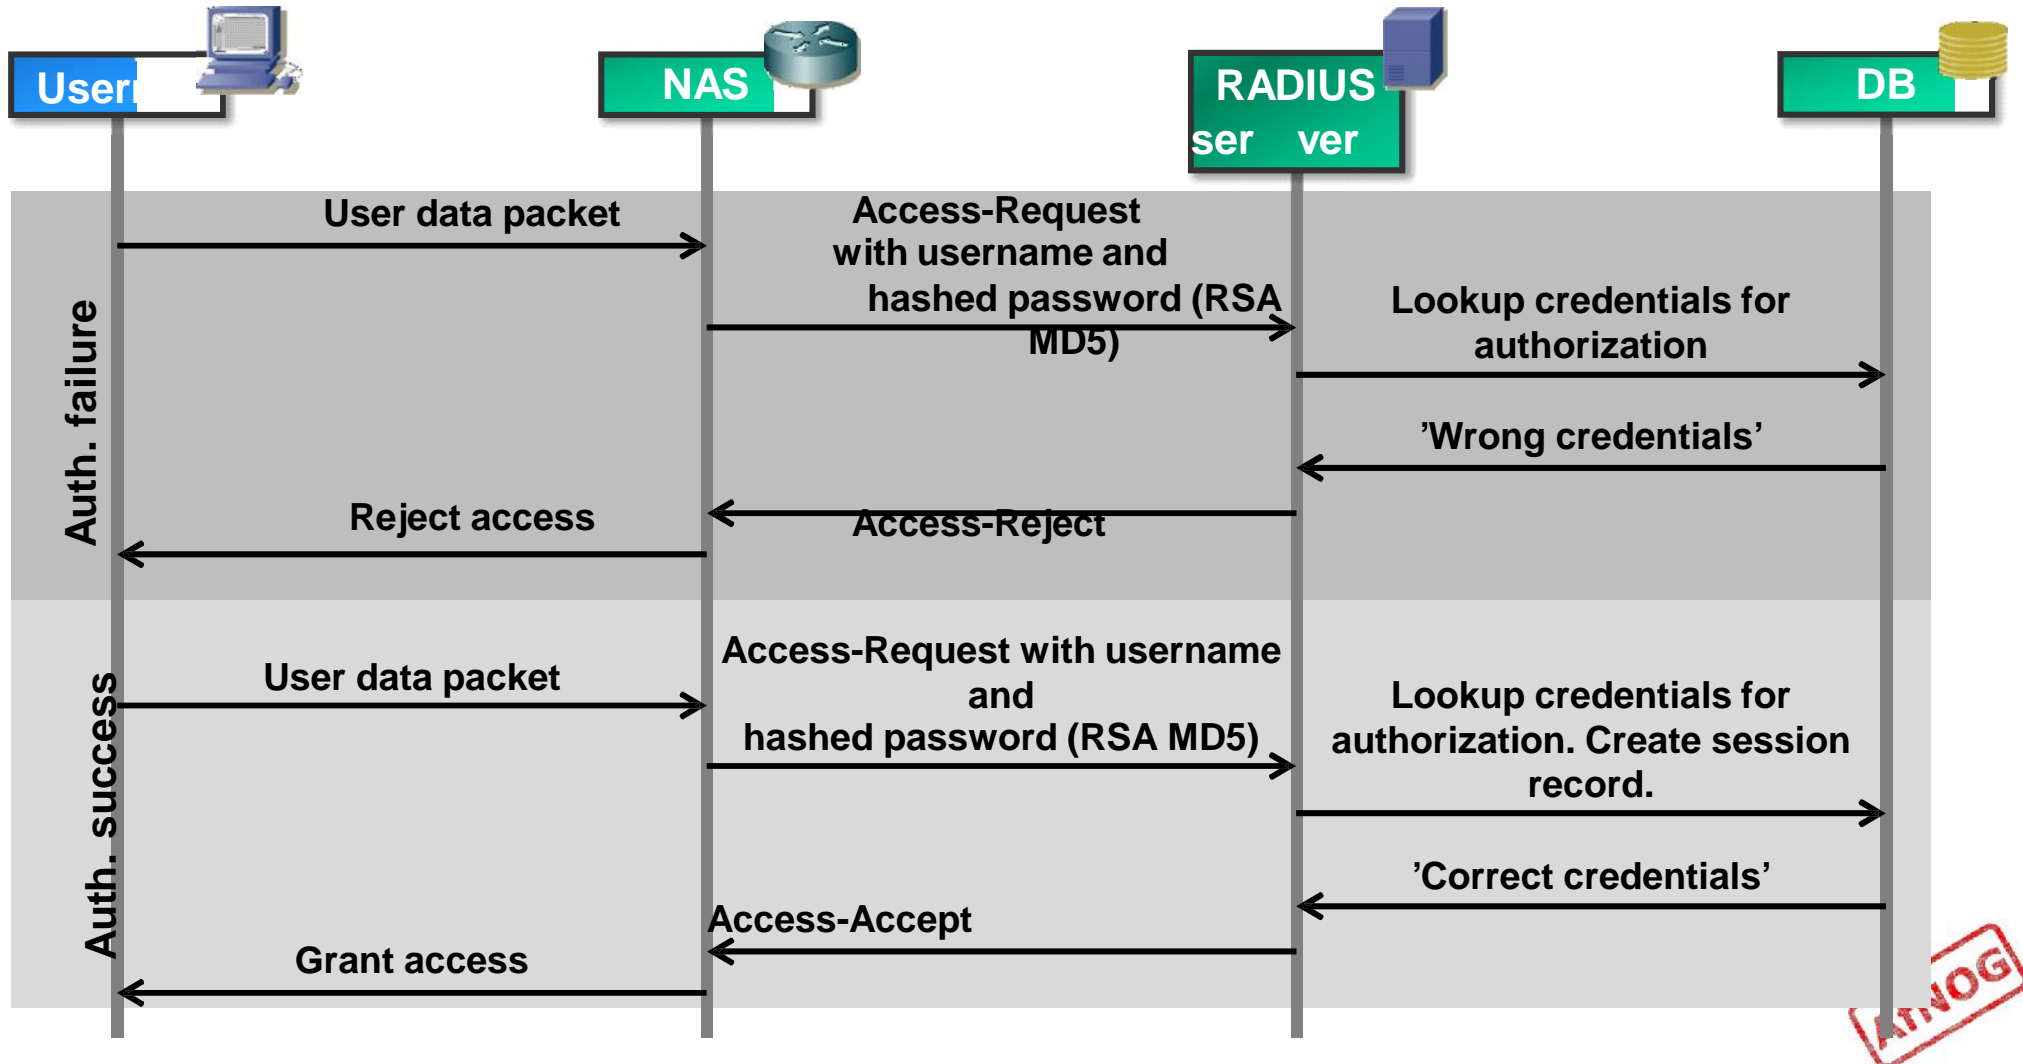 User
NAS
RADIUS
ser ver
DB
User data packet
Access-Request
with username and
hashed password (RSA
MD5)
Lookup credentials for
authorization
’Wrong credentials’
Access-Reject
Reject access
Auth. failure
User data packet
Access-Request with username
and
hashed password (RSA MD5)
Lookup credentials for
authorization. Create session
record.
’Correct credentials’
Access-Accept
Grant access
Auth. success
AfNOG